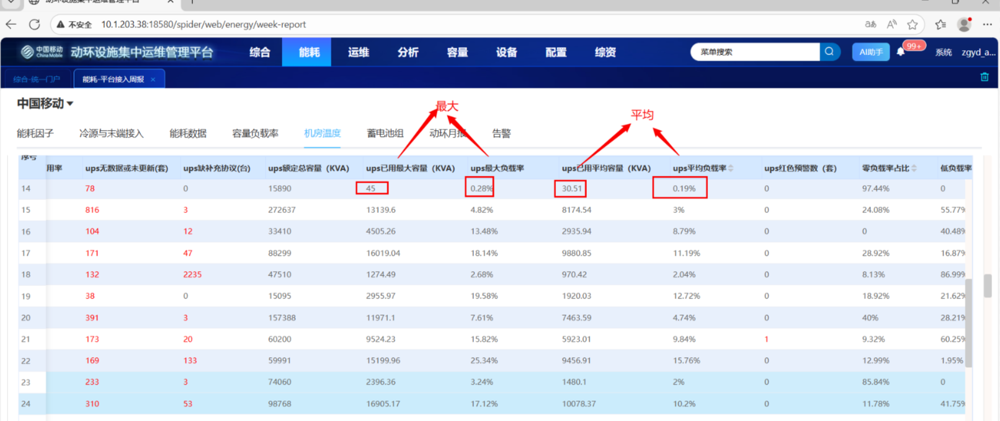 动环设施集中运维管理平台
不安全 10.1.203.38:18580/spider/web/energy/week-report
中国移动 China Mobile 动环设施集中运维管理平台 综合 能耗 运维 分析 容量 设备 配置 综资 菜单搜索 AI助手 99+ 系统 zgyd_a...
综合-统一门户 能耗-平台接入周报 ×
中国移动
最大
平均
能耗因子 冷源与末端接入 能耗数据 容量负载率 机房温度 蓄电池组 动环月报 告警
序号 用率 ups无数据或未更新(套) ups缺补充协议(台) ups额定总容量（KVA） ups已用最大容量（KVA） ups最大负载率 ups已用平均容量（KVA） ups平均负载率 ups红色预警数（套） 零负载率占比 低负载率
14 78 0 15890 45 0.28% 30.51 0.19% 0 97.44% 0
15 816 3 272637 13139.6 4.82% 8174.54 3% 0 24.08% 55.77%
16 104 12 33410 4505.26 13.48% 2935.94 8.79% 0 0 40.48%
17 171 47 88299 16019.04 18.14% 9880.85 11.19% 0 28.92% 16.87%
18 132 2235 47510 1274.49 2.68% 970.42 2.04% 0 8.13% 86.99%
19 38 0 15095 2955.97 19.58% 1920.03 12.72% 0 18.92% 21.62%
20 391 3 157388 11971.1 7.61% 7463.59 4.74% 0 40% 28.21%
21 173 20 60200 9524.23 15.82% 5923.01 9.84% 1 9.32% 60.25%
22 169 133 59991 15199.96 25.34% 9456.91 15.76% 0 12.99% 1.95%
23 233 3 74060 2396.36 3.24% 1480.1 2% 0 85.84% 0
24 310 53 98768 16905.17 17.12% 10078.37 10.2% 0 11.78% 41.75%